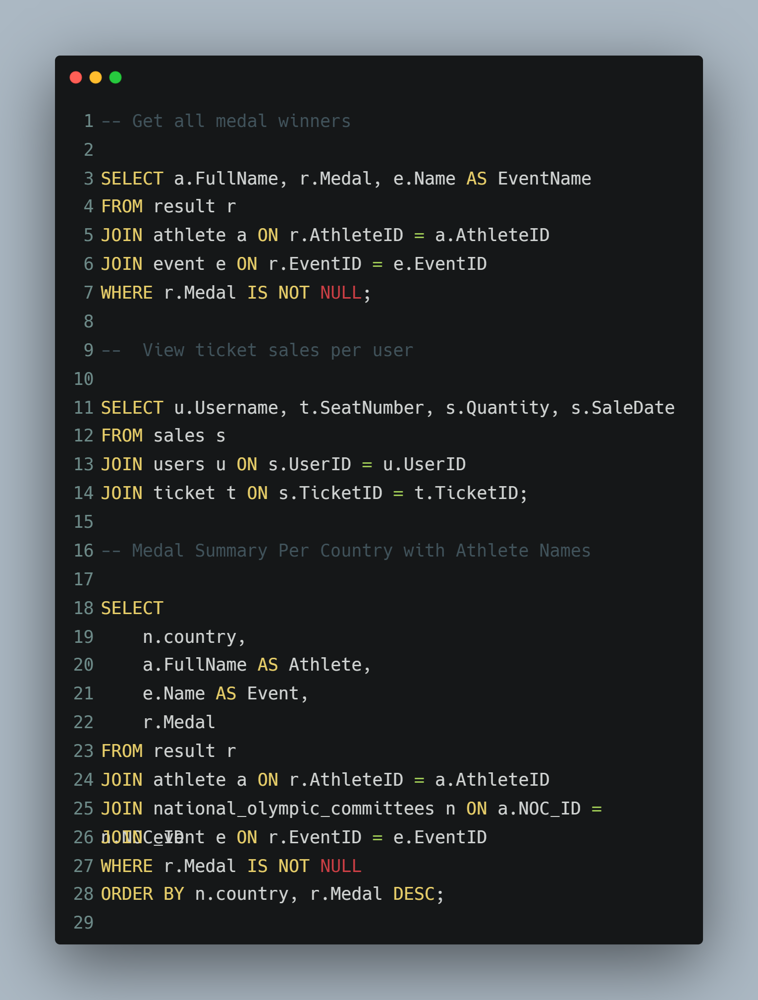 1 -- Get all medal winners
2
3 SELECT a.FullName, r.Medal, e.Name AS EventName
4 FROM result r
5 JOIN athlete a ON r.AthleteID = a.AthleteID
6 JOIN event e ON r.EventID = e.EventID
7 WHERE r.Medal IS NOT NULL;
8
9 --  View ticket sales per user
10
11 SELECT u.Username, t.SeatNumber, s.Quantity, s.SaleDate
12 FROM sales s
13 JOIN users u ON s.UserID = u.UserID
14 JOIN ticket t ON s.TicketID = t.TicketID;
15
16 -- Medal Summary Per Country with Athlete Names
17
18 SELECT
19     n.country,
20     a.FullName AS Athlete,
21     e.Name AS Event,
22     r.Medal
23 FROM result r
24 JOIN athlete a ON r.AthleteID = a.AthleteID
25 JOIN national_olympic_committees n ON a.NOC_ID =
n.NOC_ID
26 JOIN event e ON r.EventID = e.EventID
27 WHERE r.Medal IS NOT NULL
28 ORDER BY n.country, r.Medal DESC;
29